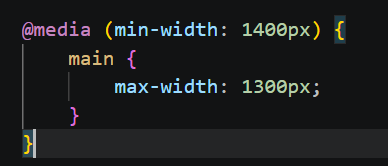 @media (min-width: 1400px) {
    main {
        max-width: 1300px;
    }
}